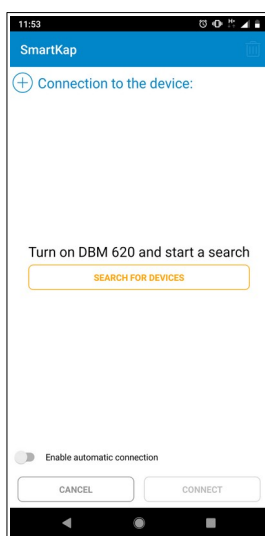 11:53
SmartKap
Connection to the device:
Turn on DBM 620 and start a search
SEARCH FOR DEVICES
Enable automatic connection
CANCEL
CONNECT